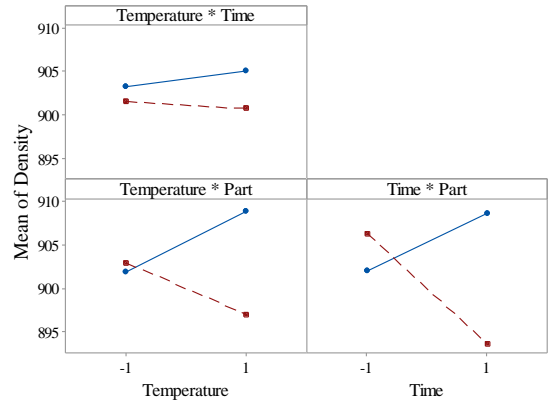 Temperature * Time
910
905
900
895
Mean of Density
Temperature * Part
Time * Part
910
905
900
895
-1
1
-1
1
Temperature
Time